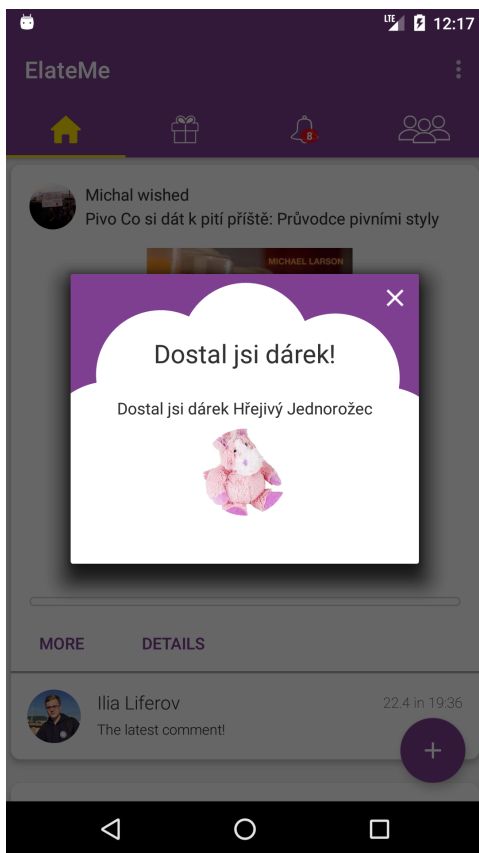 LTE 12:17
ElateMe
8
Michal wished
Pivo Co si dát k pití příště: Průvodce pivními styly
MICHAEL LARSON
Dostal jsi dárek!
Dostal jsi dárek Hřejivý Jednorožec
MORE DETAILS
Ilia Liferov 22.4 in 19:36
The latest comment!